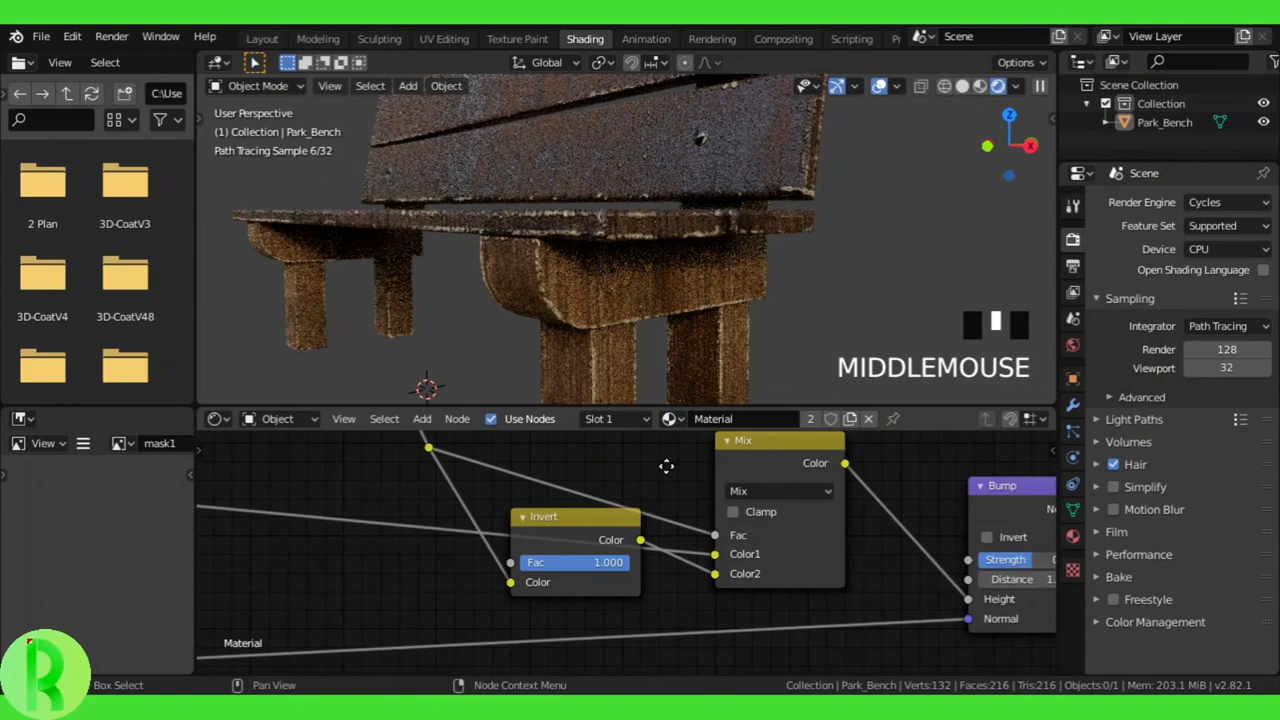 File Edit Render Window Help Layout Modeling Sculpting UV Editing Texture Paint Shading Animation Rendering Compositing Scripting Scene View Layer
View Select Global Options
C:\Use Object Mode View Select Add Object Scene Collection
Collection
Park_Bench
User Perspective
(1) Collection | Park_Bench
Path Tracing Sample 6/32
Z
X
2 Plan 3D-CoatV3
3D-CoatV4 3D-CoatV48
Scene
Render Engine Cycles
Feature Set Supported
Device CPU
Open Shading Language
Sampling
Integrator Path Tracing
Render 128
Viewport 32
Advanced
MIDDLEMOUSE
Object View Select Add Node Use Nodes Slot 1 Material 2
View mask1
Light Paths
Volumes
Hair
Simplify
Motion Blur
Film
Performance
Bake
Freestyle
Color Management
Mix
Color
Mix
Clamp
Fac
Color1
Color2
Invert
Color
Fac 1.000
Color
Bump
Invert
Strength
Distance 1.
Height
Normal
Material
R
Box Select Pan View Node Context Menu Collection | Park_Bench | Verts:132 | Faces:216 | Tris:216 | Objects:0/1 | Mem: 203.1 MiB | v2.82.1